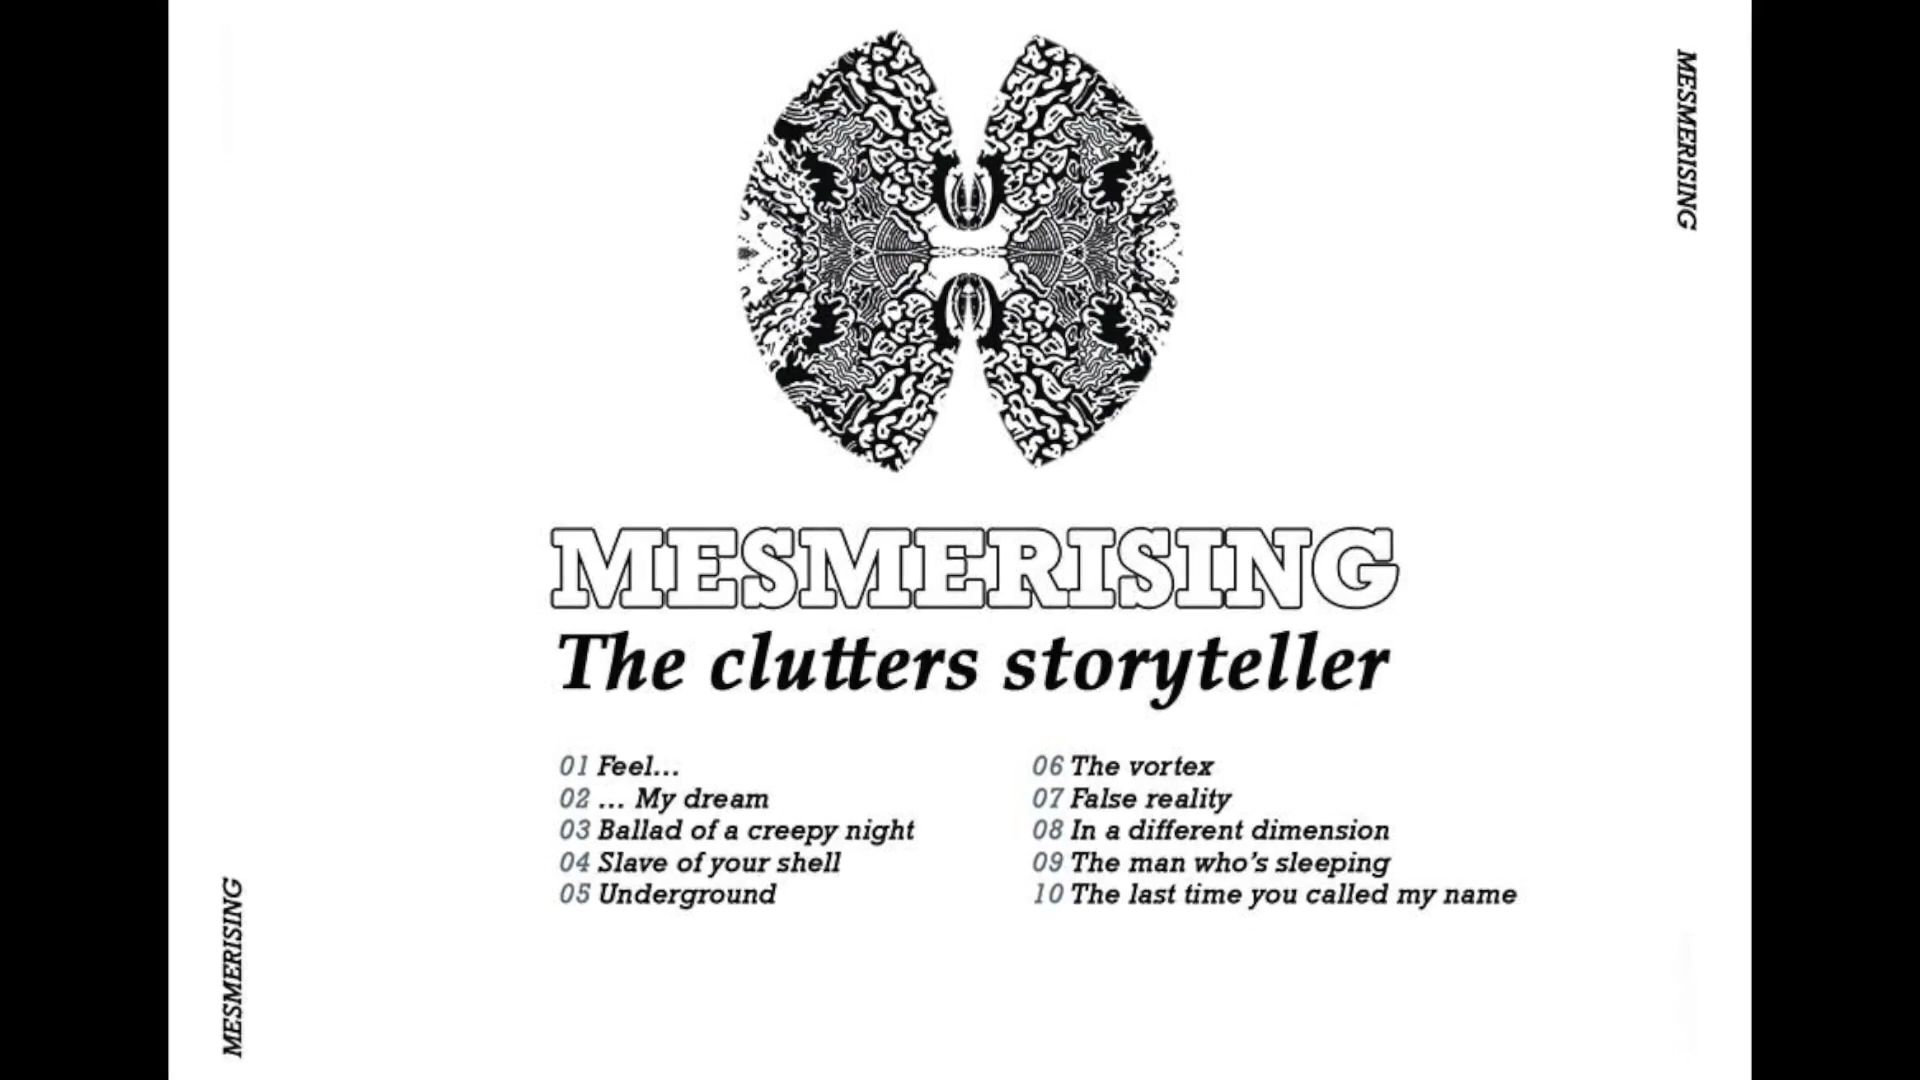 MESMERISING
MESMERISING
The clutters storyteller
01 Feel...
02 ... My dream
03 Ballad of a creepy night
04 Slave of your shell
05 Underground
06 The vortex
07 False reality
08 In a different dimension
09 The man who's sleeping
10 The last time you called my name
MESMERISING